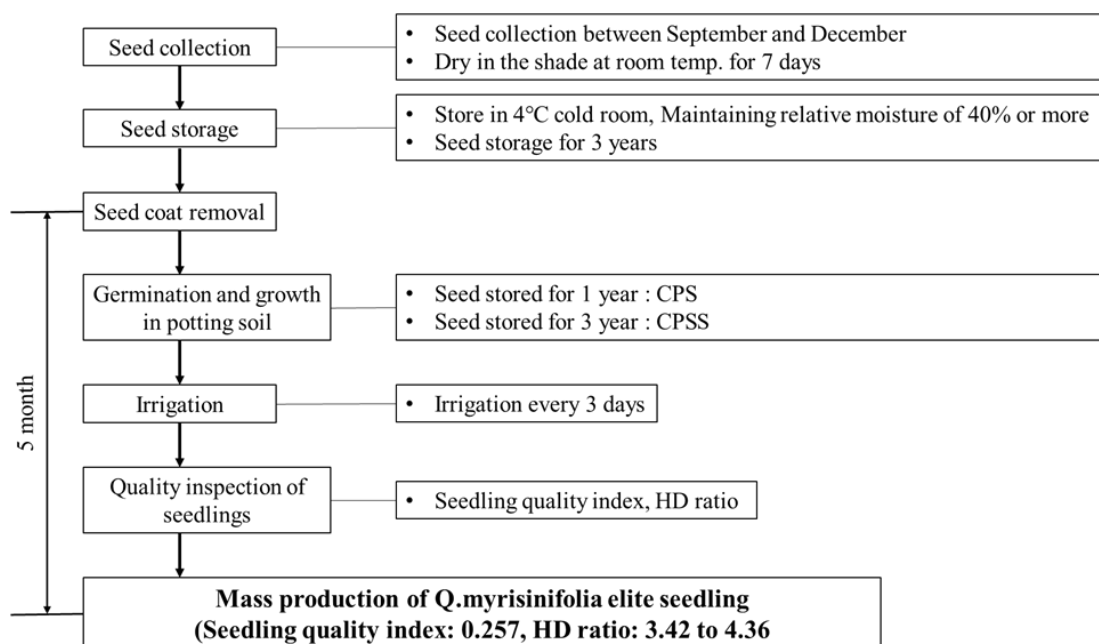 Seed collection
• Seed collection between September and December
• Dry in the shade at room temp. for 7 days
Seed storage
• Store in 4℃ cold room, Maintaining relative moisture of 40% or more
• Seed storage for 3 years
Seed coat removal
Germination and growth
in potting soil
• Seed stored for 1 year : CPS
• Seed stored for 3 year : CPSS
Irrigation
• Irrigation every 3 days
5 month
Quality inspection of
seedlings
• Seedling quality index, HD ratio
Mass production of Q.myrisinifolia elite seedling
(Seedling quality index: 0.257, HD ratio: 3.42 to 4.36